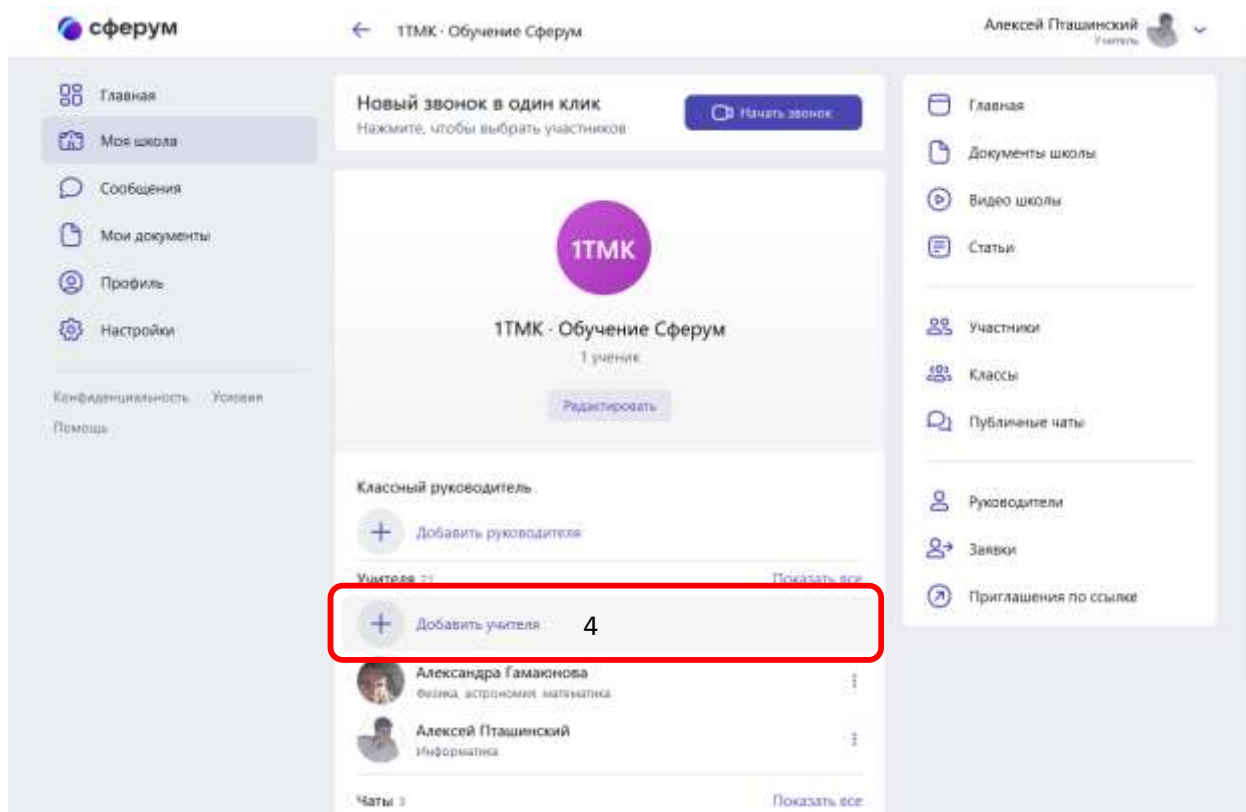 сферум
1ТМК · Обучение Сферум
Алексей Пташинский
Учитель
Главная
Моя школа
Сообщения
Мои документы
Профиль
Настройки
Конфиденциальность Условия
Помощь
Новый звонок в один клик
Нажмите, чтобы выбрать участников
Начать звонок
1ТМК
1ТМК · Обучение Сферум
1 ученик
Редактировать
Классный руководитель
Добавить руководителя
Учителя 21 Показать все
Добавить учителя 4
Александра Гамаюнова
Физика, астрономия, математика
Алексей Пташинский
Информатика
Чаты 3 Показать все
Главная
Документы школы
Видео школы
Статьи
Участники
Классы
Публичные чаты
Руководители
Заявки
Приглашения по ссылке